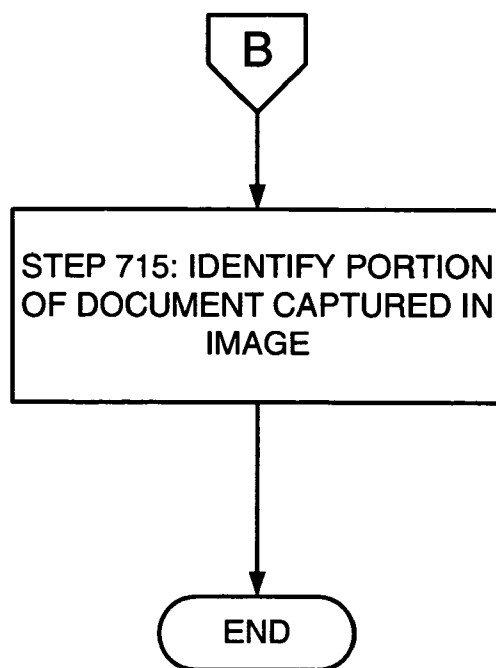 B
STEP 715: IDENTIFY PORTION
OF DOCUMENT CAPTURED IN
IMAGE
END